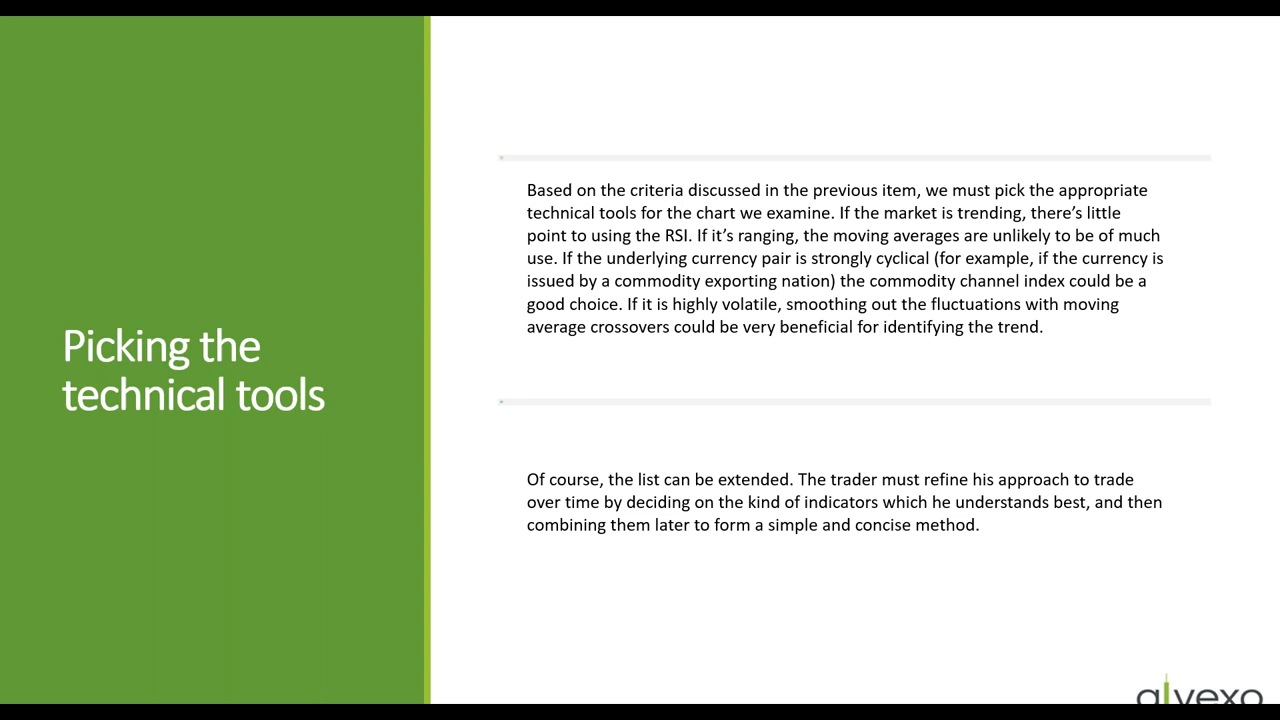 Picking the
technical tools
Based on the criteria discussed in the previous item, we must pick the appropriate
technical tools for the chart we examine. If the market is trending, there’s little
point to using the RSI. If it’s ranging, the moving averages are unlikely to be of much
use. If the underlying currency pair is strongly cyclical (for example, if the currency is
issued by a commodity exporting nation) the commodity channel index could be a
good choice. If it is highly volatile, smoothing out the fluctuations with moving
average crossovers could be very beneficial for identifying the trend.
Of course, the list can be extended. The trader must refine his approach to trade
over time by deciding on the kind of indicators which he understands best, and then
combining them later to form a simple and concise method.
alvexo